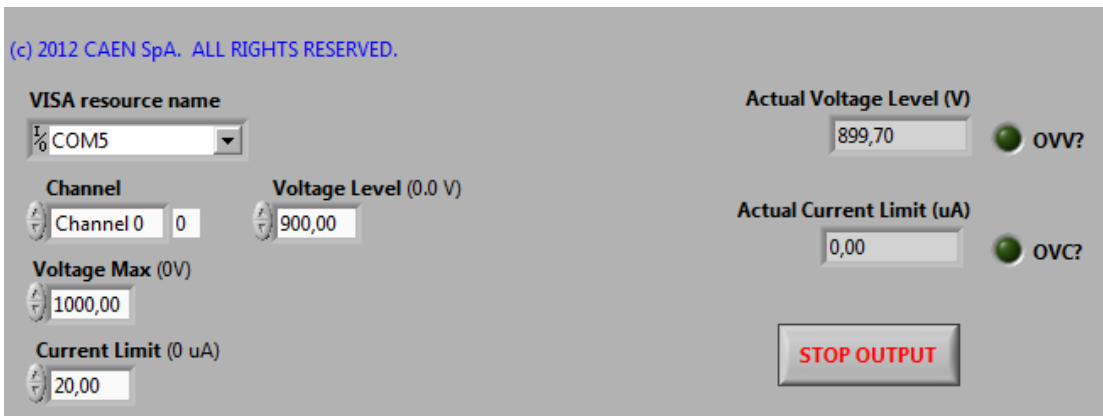 (c) 2012 CAEN SpA. ALL RIGHTS RESERVED.
VISA resource name
I/O COM5
Channel
Channel 0 0
Voltage Level (0.0 V)
900,00
Voltage Max (0V)
1000,00
Current Limit (0 uA)
20,00
Actual Voltage Level (V)
899,70
OVV?
Actual Current Limit (uA)
0,00
OVC?
STOP OUTPUT